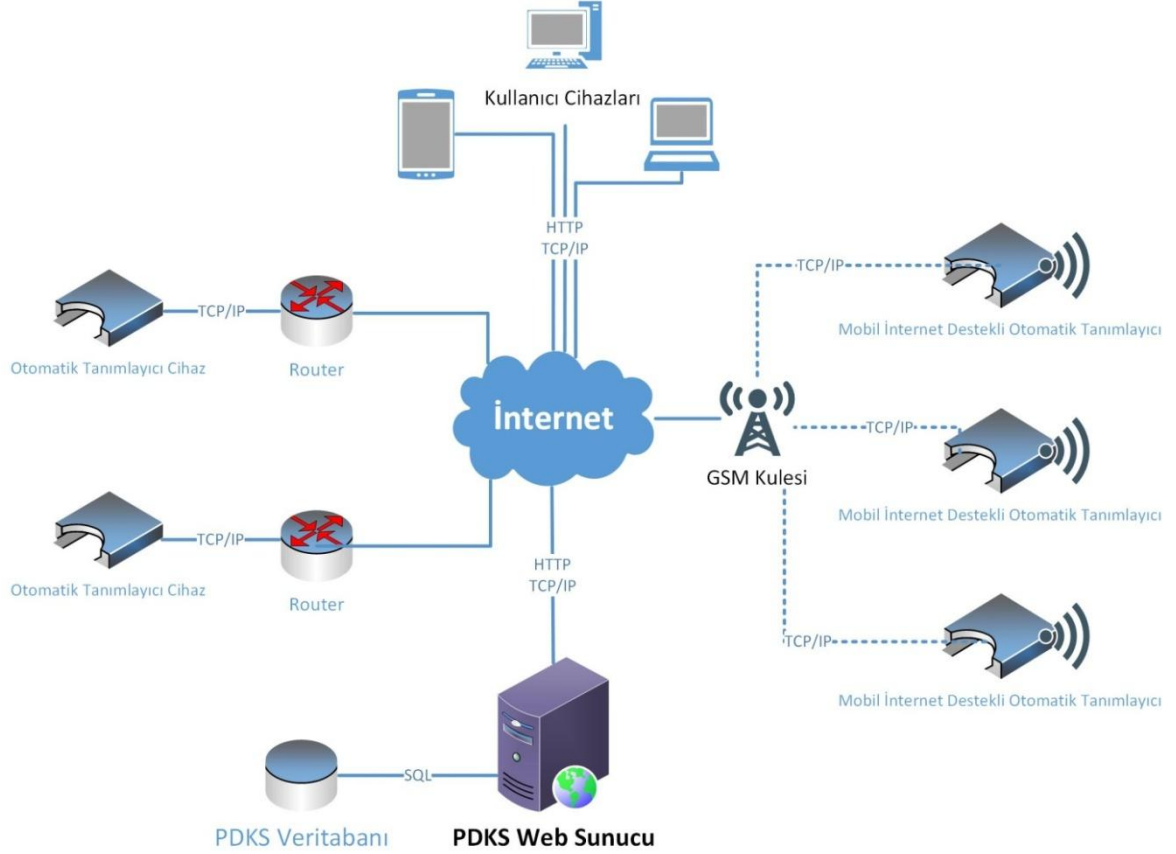 Kullanıcı Cihazları
HTTP
TCP/IP
TCP/IP
Otomatik Tanımlayıcı Cihaz
Router
İnternet
TCP/IP
Mobil İnternet Destekli Otomatik Tanımlayıcı
GSM Kulesi
TCP/IP
Mobil İnternet Destekli Otomatik Tanımlayıcı
TCP/IP
Otomatik Tanımlayıcı Cihaz
Router
HTTP
TCP/IP
TCP/IP
Mobil İnternet Destekli Otomatik Tanımlayıcı
SQL
PDKS Veritabanı
PDKS Web Sunucu